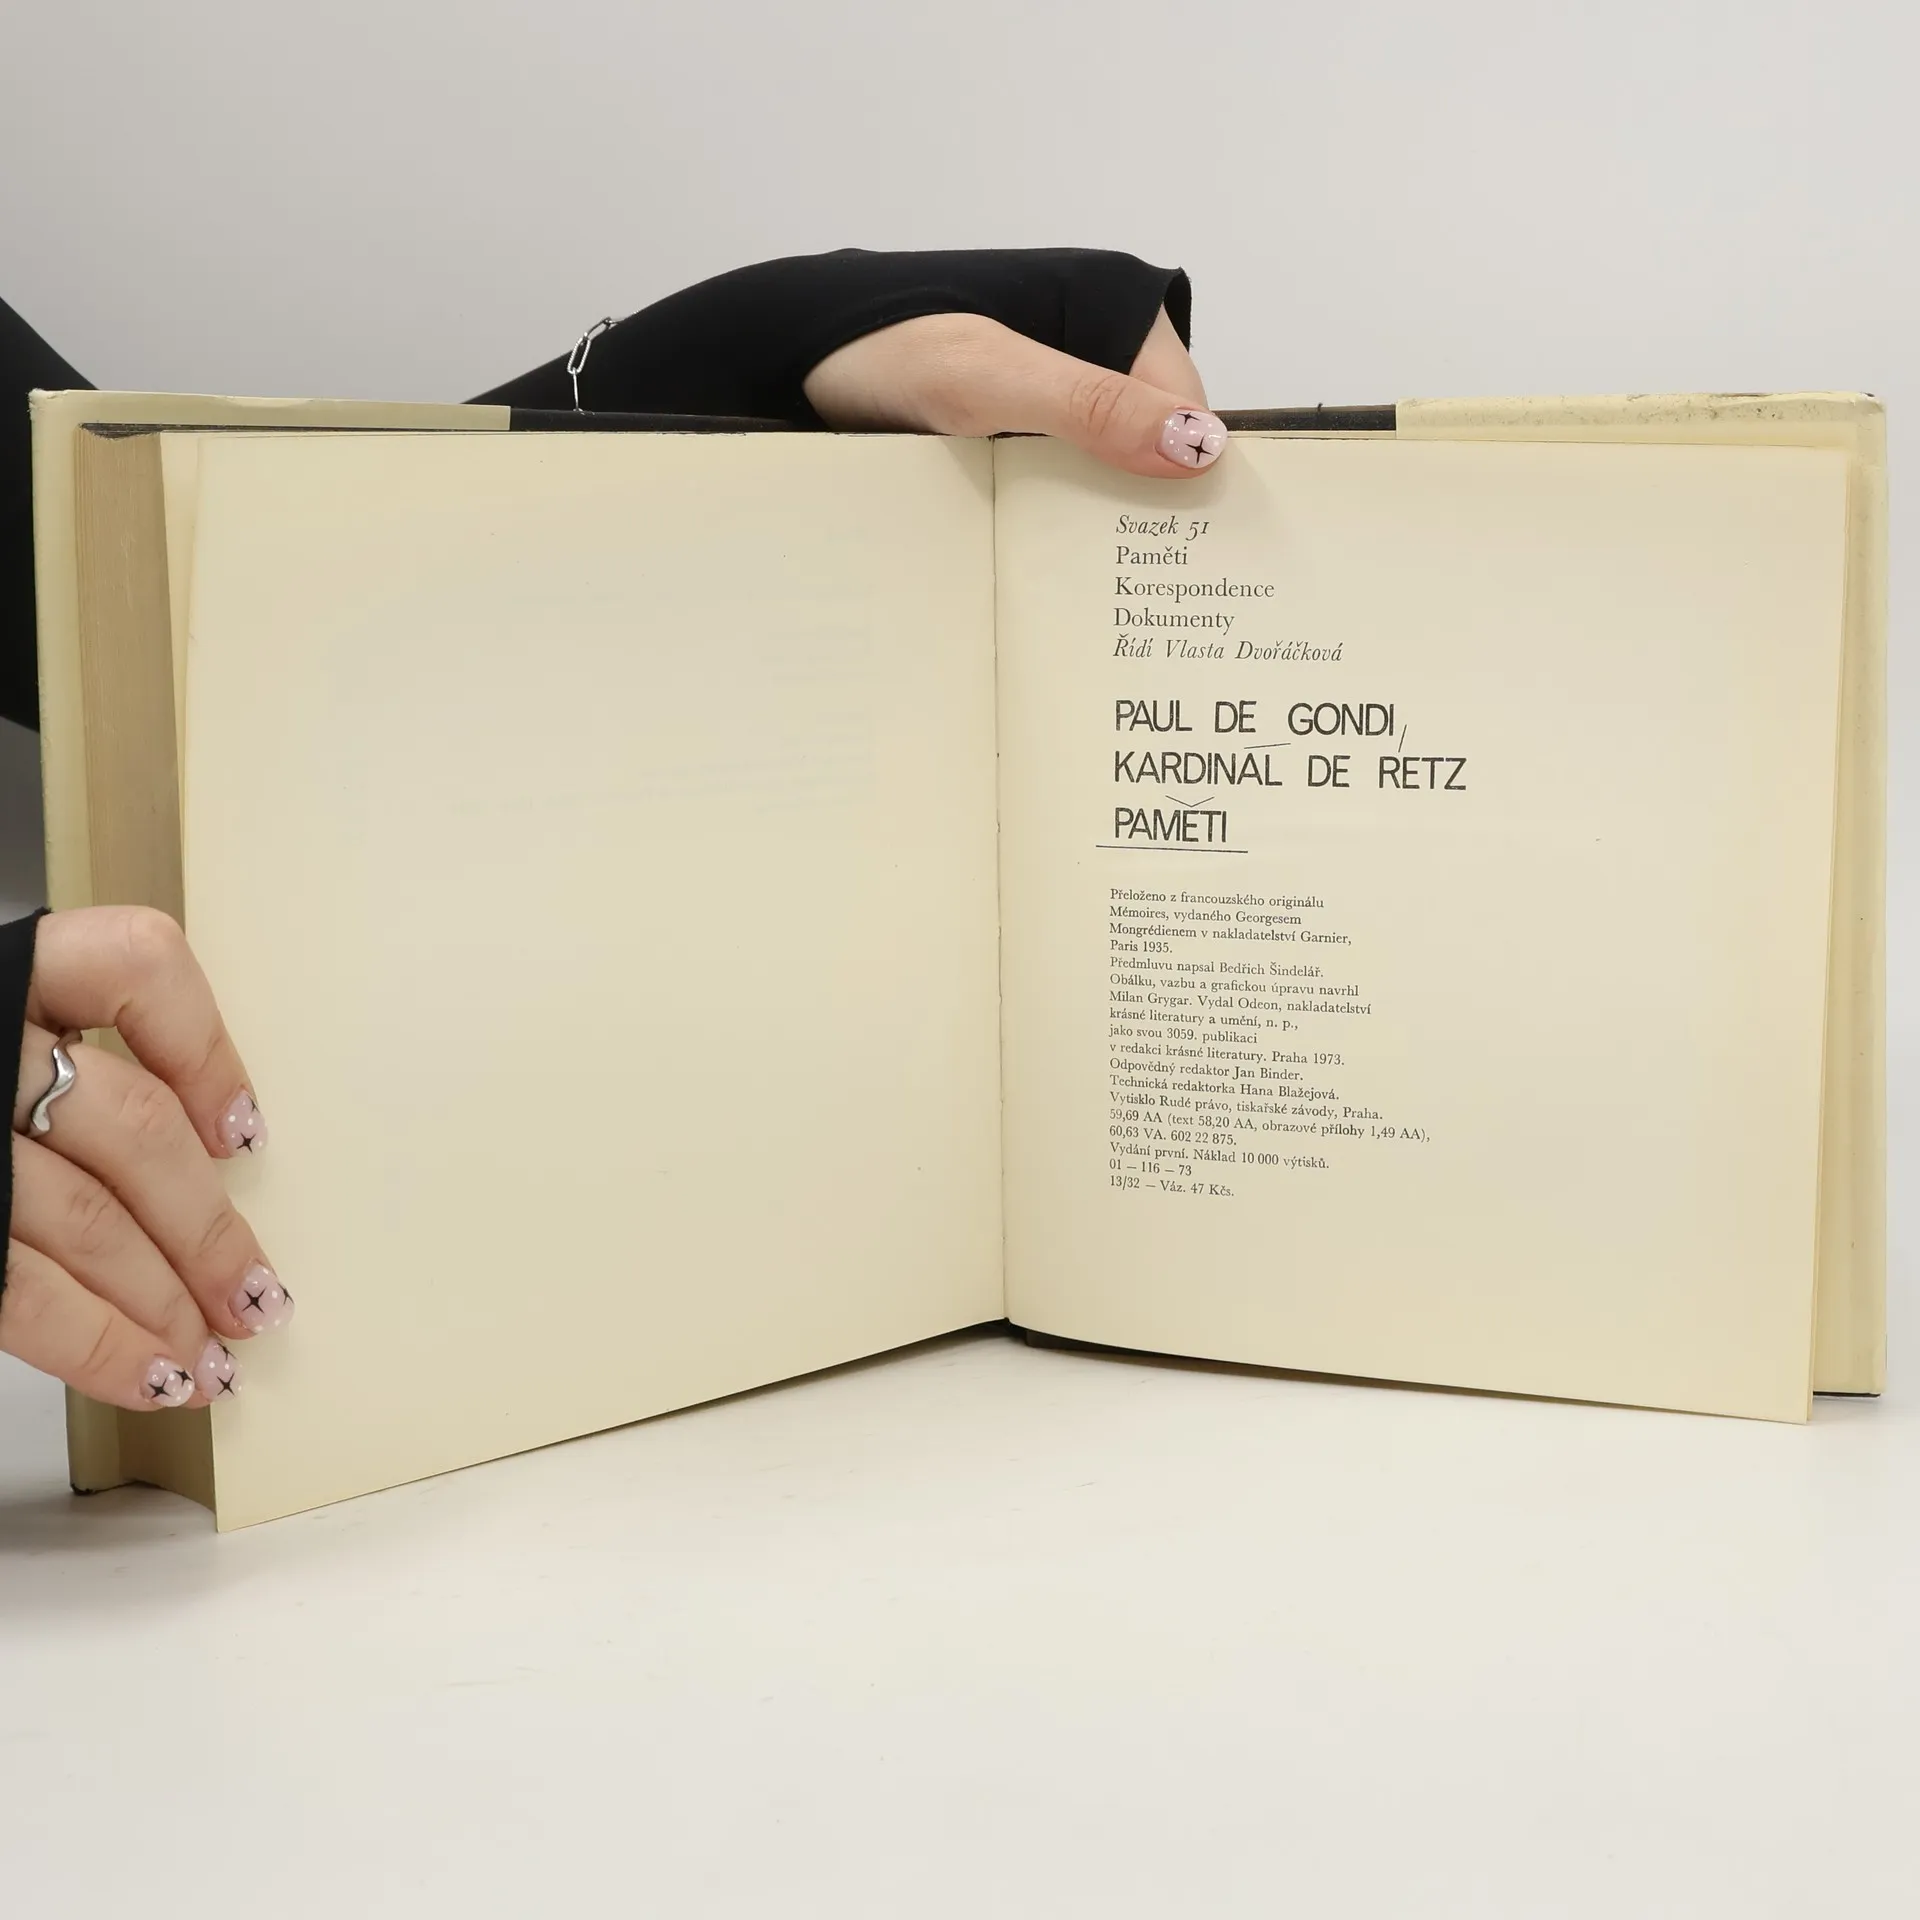 Svazek 51
Paměti
Korespondence
Dokumenty
Řídí Vlasta Dvořáčková
PAUL DE GONDI,
KARDINÁL DE RETZ
PAMĚTI
Přeloženo z francouzského originálu
Mémoires, vydaného Georgesem
Mongrédienem v nakladatelství Garnier,
Paris 1935.
Předmluvu napsal Bedřich Šindelář.
Obálku, vazbu a grafickou úpravu navrhl
Milan Grygar. Vydal Odeon, nakladatelství
krásné literatury a umění, n. p.,
jako svou 3059. publikaci
v redakci krásné literatury. Praha 1973.
Odpovědný redaktor Jan Binder.
Technická redaktorka Hana Blažejová.
Vytisklo Rudé právo, tiskařské závody, Praha.
59,69 AA (text 58,20 AA, obrazové přílohy 1,49 AA),
60,63 VA. 602 22 875.
Vydání první. Náklad 10 000 výtisků.
01 – 116 – 73
13/32 – Váz. 47 Kčs.